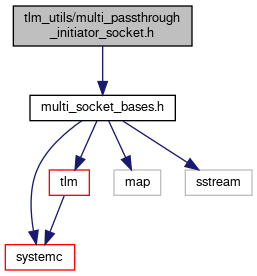 tlm_utils/multi_passthrough
_initiator_socket.h
multi_socket_bases.h
tlm
map
sstream
systemc